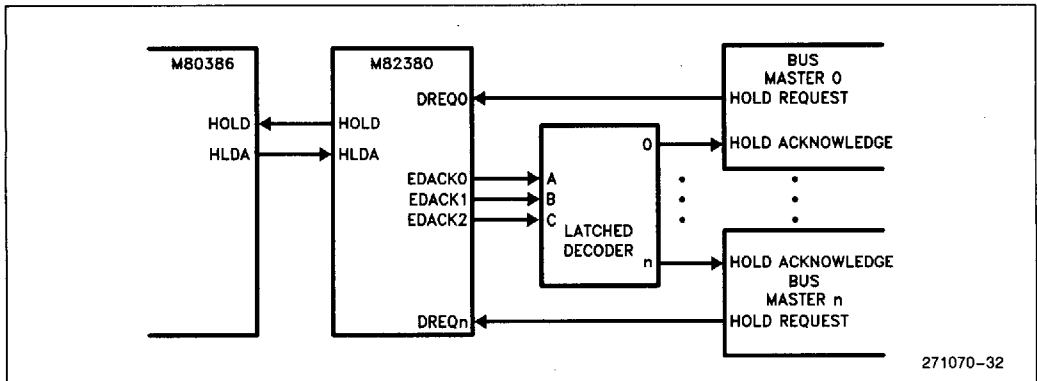 M80386
HOLD
HLDA
M82380
DREQ0
HOLD
HLDA
EDACK0
EDACK1
EDACK2
DREQn
A
B
C
0
LATCHED
DECODER
n
BUS
MASTER 0
HOLD REQUEST
HOLD ACKNOWLEDGE
HOLD ACKNOWLEDGE
BUS
MASTER n
HOLD REQUEST
271070-32